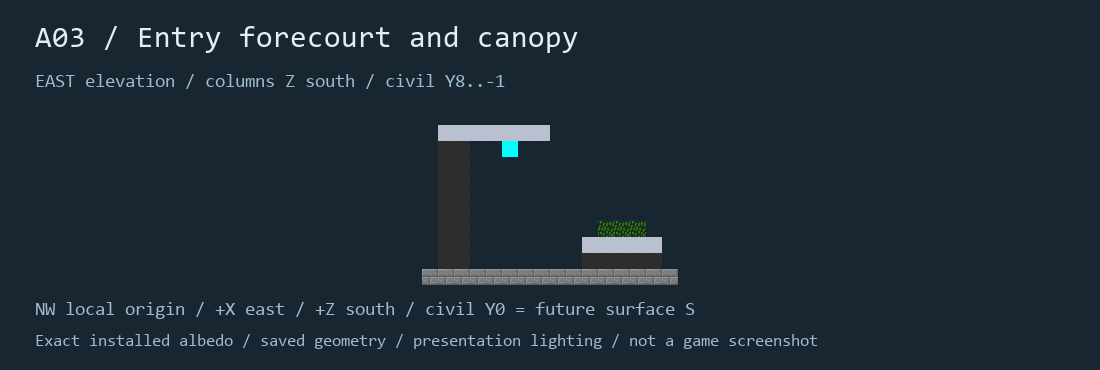 A03 / Entry forecourt and canopy
EAST elevation / columns Z south / civil Y8..-1
NW local origin / +X east / +Z south / civil Y0 = future surface S
Exact installed albedo / saved geometry / presentation lighting / not a game screenshot